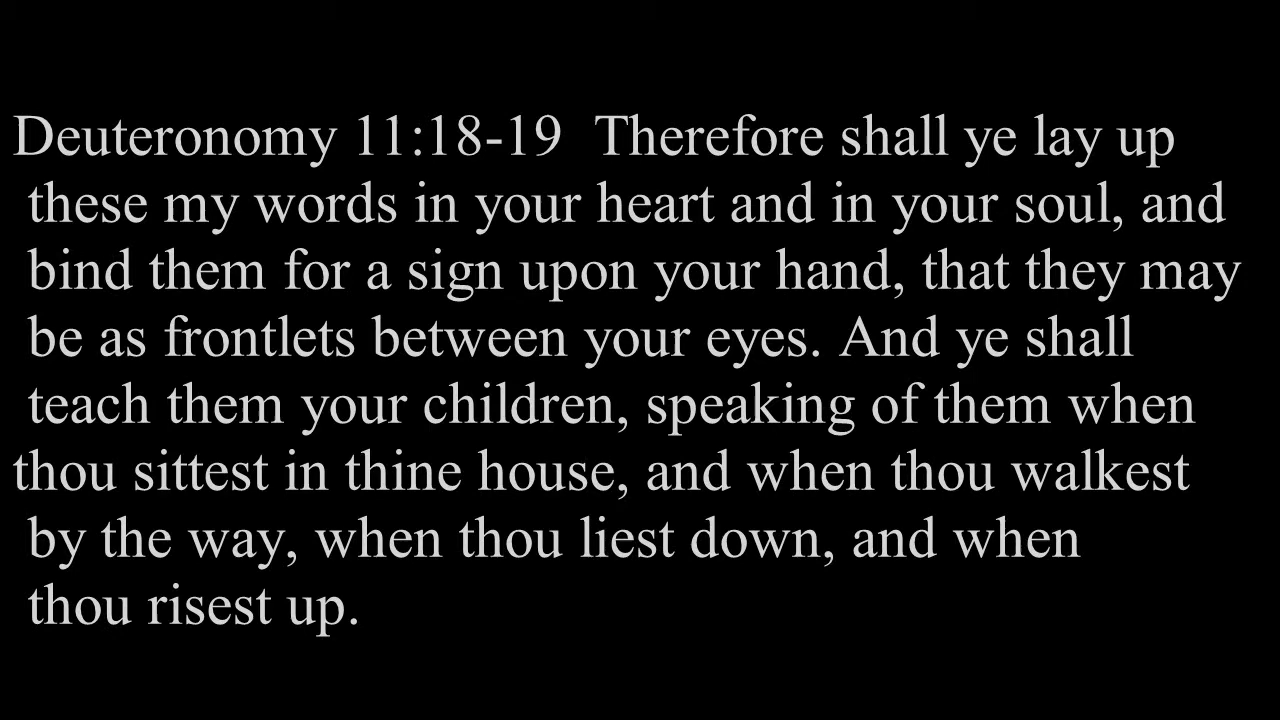 Deuteronomy 11:18-19  Therefore shall ye lay up
these my words in your heart and in your soul, and
bind them for a sign upon your hand, that they may
be as frontlets between your eyes. And ye shall
teach them your children, speaking of them when
thou sittest in thine house, and when thou walkest
by the way, when thou liest down, and when
thou risest up.